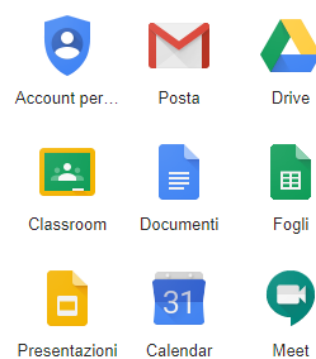 Account per... Posta Drive
Classroom Documenti Fogli
31
Presentazioni Calendar Meet